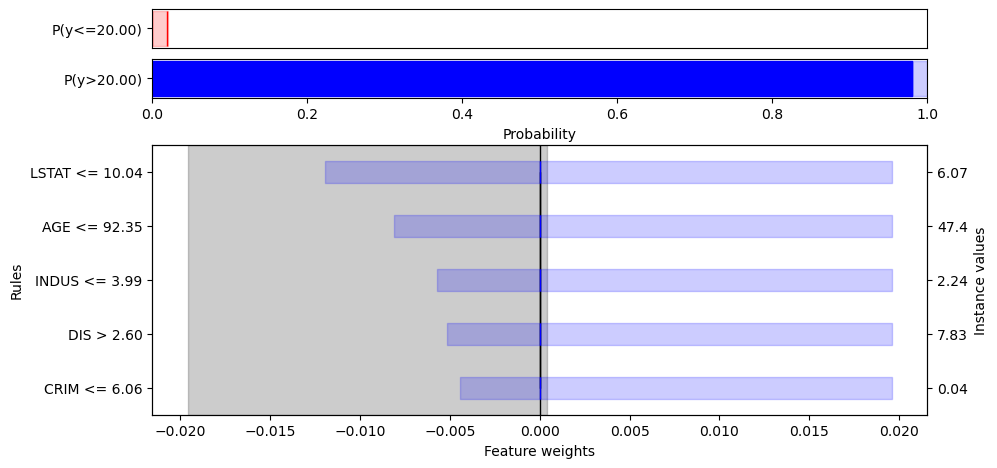 P(y<=20.00)
P(y>20.00)
0.0 0.2 0.4 0.6 0.8 1.0
Probability
LSTAT <= 10.04 6.07
AGE <= 92.35 47.4
INDUS <= 3.99 2.24
DIS > 2.60 7.83
CRIM <= 6.06 0.04
Rules
Instance values
−0.020 −0.015 −0.010 −0.005 0.000 0.005 0.010 0.015 0.020
Feature weights